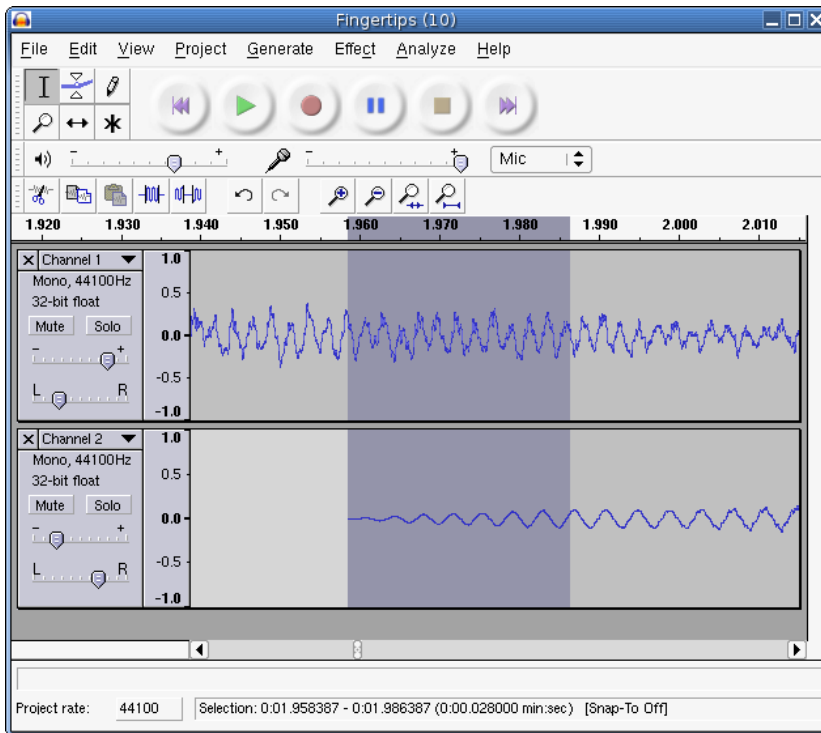 Fingertips (10)
File Edit View Project Generate Effect Analyze Help
- + - + Mic
1.920 1.930 1.940 1.950 1.960 1.970 1.980 1.990 2.000 2.010
Channel 1
Mono, 44100Hz
32-bit float
Mute Solo
- +
L R
1.0
0.5
0.0
-0.5
-1.0
Channel 2
Mono, 44100Hz
32-bit float
Mute Solo
- +
L R
1.0
0.5
0.0
-0.5
-1.0
Project rate: 44100 Selection: 0:01.958387 - 0:01.986387 (0:00.028000 min:sec) [Snap-To Off]